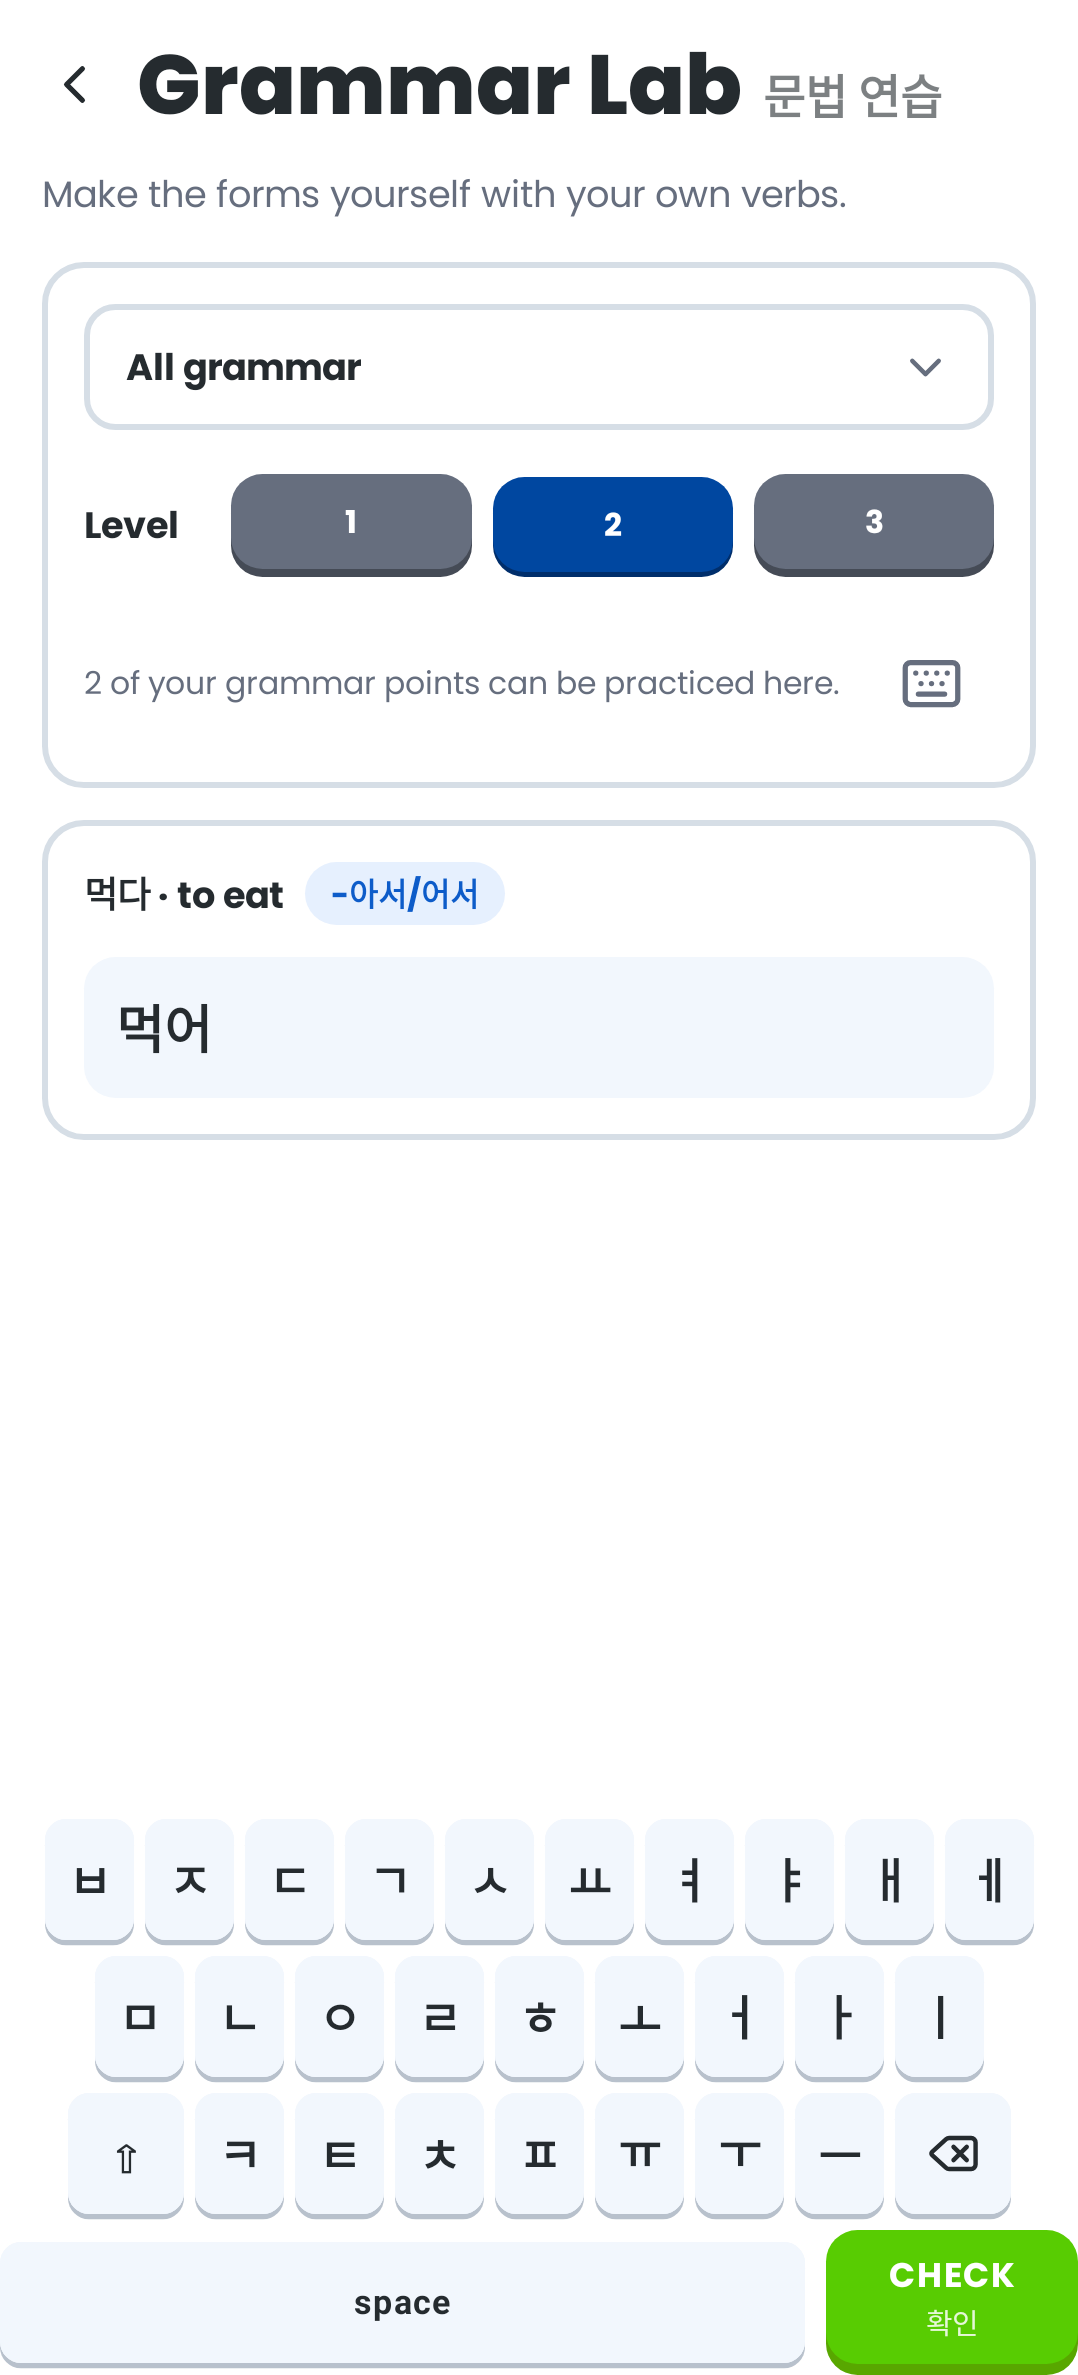 Grammar Lab 문법 연습
Make the forms yourself with your own verbs.
All grammar
Level 1 2 3
2 of your grammar points can be practiced here.
먹다 · to eat -아서/어서
먹어
ㅂ ㅈ ㄷ ㄱ ㅅ ㅛ ㅕ ㅑ ㅐ ㅔ
ㅁ ㄴ ㅇ ㄹ ㅎ ㅗ ㅓ ㅏ ㅣ
⇧ ㅋ ㅌ ㅊ ㅍ ㅠ ㅜ ㅡ
space
CHECK
확인